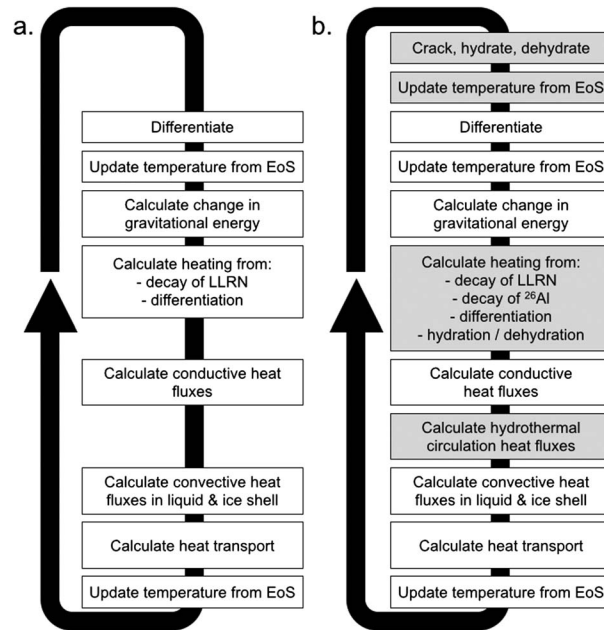 a.
Differentiate
Update temperature from EoS
Calculate change in
gravitational energy
Calculate heating from:
- decay of LLRN
- differentiation
Calculate conductive heat
fluxes
Calculate convective heat
fluxes in liquid & ice shell
Calculate heat transport
Update temperature from EoS
b.
Crack, hydrate, dehydrate
Update temperature from EoS
Differentiate
Update temperature from EoS
Calculate change in
gravitational energy
Calculate heating from:
- decay of LLRN
- decay of ²⁶Al
- differentiation
- hydration / dehydration
Calculate conductive
heat fluxes
Calculate hydrothermal
circulation heat fluxes
Calculate convective heat
fluxes in liquid & ice shell
Calculate heat transport
Update temperature from EoS